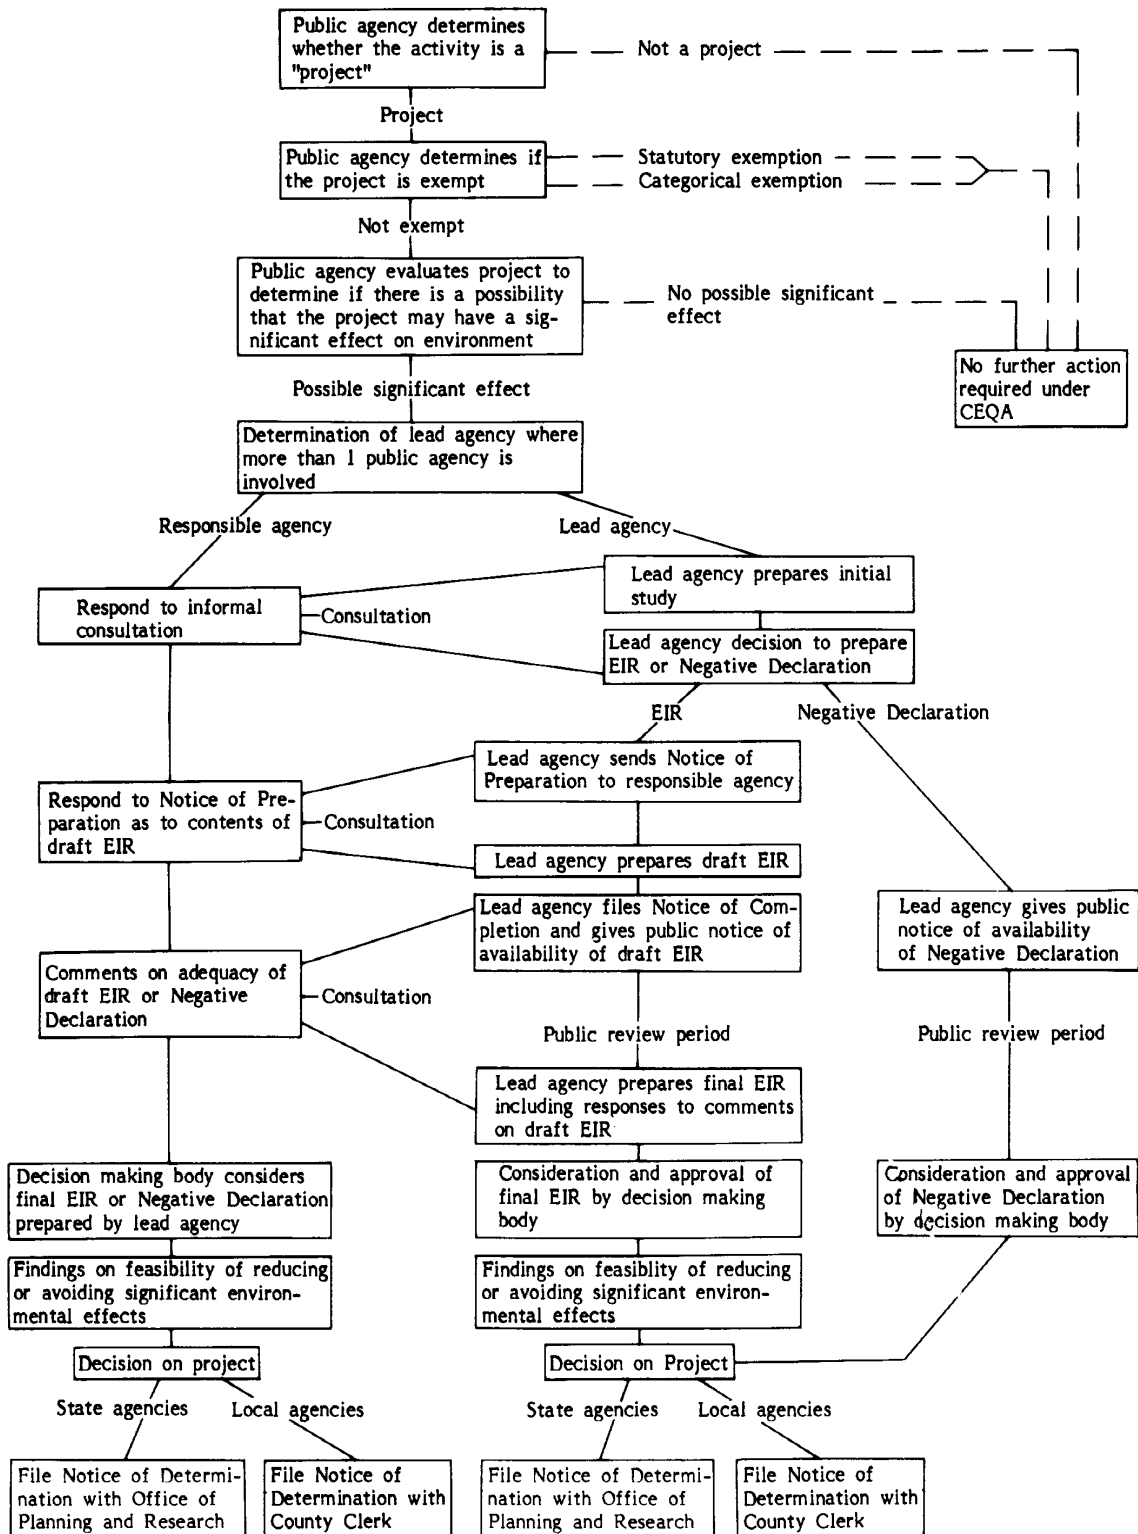 Public agency determines
whether the activity is a
"project"
Not a project
Project
Public agency determines if
the project is exempt
Statutory exemption
Categorical exemption
Not exempt
Public agency evaluates project to
determine if there is a possibility
that the project may have a sig-
nificant effect on environment
No possible significant
effect
No further action
required under
CEQA
Possible significant effect
Determination of lead agency where
more than 1 public agency is
involved
Responsible agency
Lead agency
Respond to informal
consultation
Consultation
Lead agency prepares initial
study
Lead agency decision to prepare
EIR or Negative Declaration
EIR
Negative Declaration
Lead agency sends Notice of
Preparation to responsible agency
Respond to Notice of Pre-
paration as to contents of
draft EIR
Consultation
Lead agency prepares draft EIR
Lead agency files Notice of Com-
pletion and gives public notice of
availability of draft EIR
Lead agency gives public
notice of availability
of Negative Declaration
Comments on adequacy of
draft EIR or Negative
Declaration
Consultation
Public review period
Public review period
Lead agency prepares final EIR
including responses to comments
on draft EIR
Decision making body considers
final EIR or Negative Declaration
prepared by lead agency
Consideration and approval of
final EIR by decision making
body
Consideration and approval
of Negative Declaration
by decision making body
Findings on feasibility of reducing
or avoiding significant environ-
mental effects
Findings on feasiblity of reducing
or avoiding significant environ-
mental effects
Decision on project
Decision on Project
State agencies
Local agencies
State agencies
Local agencies
File Notice of Determi-
nation with Office of
Planning and Research
File Notice of
Determination with
County Clerk
File Notice of Determi-
nation with Office of
Planning and Research
File Notice of
Determination with
County Clerk